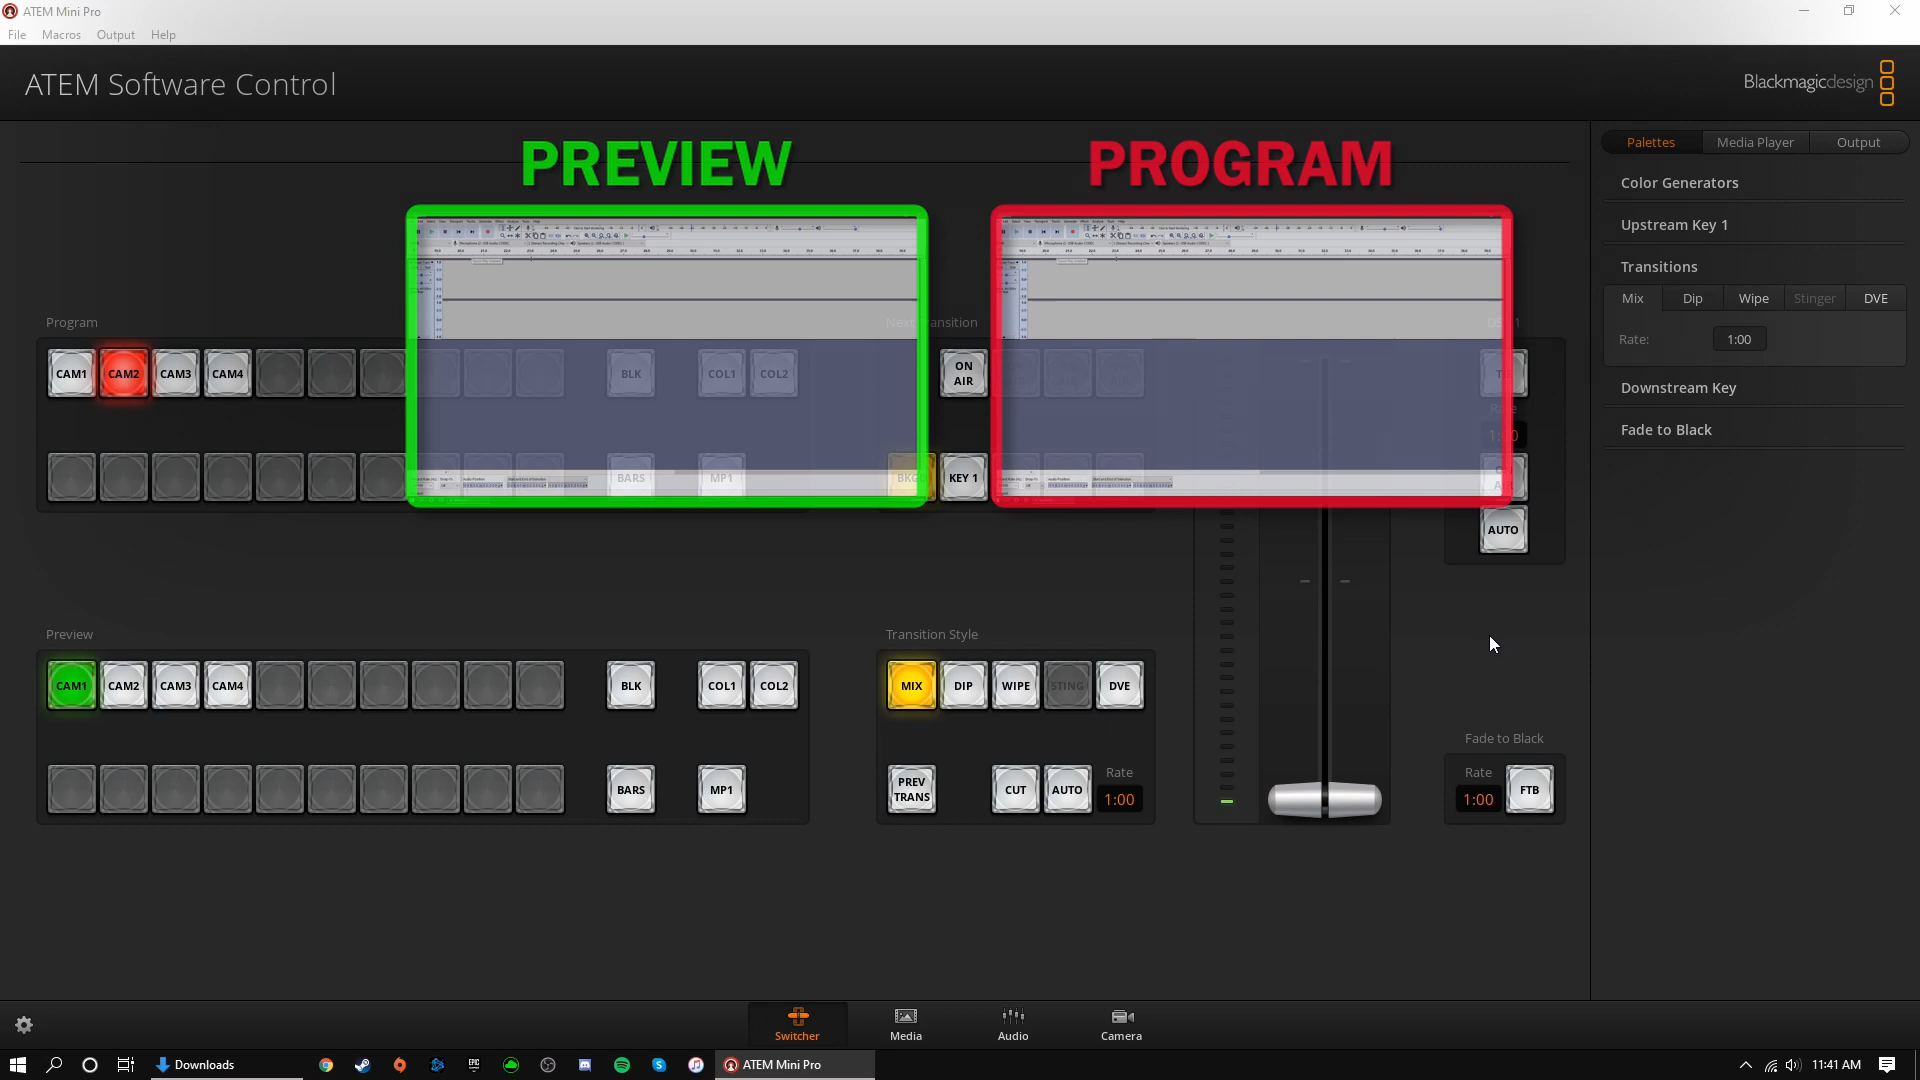 ATEM Mini Pro
File Macros Output Help
ATEM Software Control
Blackmagicdesign
PREVIEW
PROGRAM
Palettes Media Player Output
Color Generators
Upstream Key 1
Transitions
Mix Dip Wipe Stinger DVE
Rate: 1:00
Downstream Key
Fade to Black
Program
CAM1 CAM2 CAM3 CAM4 BLK COL1 COL2
ON AIR
BARS MP1
KEY 1
1:00
AUTO
Preview
CAM1 CAM2 CAM3 CAM4 BLK COL1 COL2
BARS MP1
Transition Style
MIX DIP WIPE STING DVE
PREV TRANS CUT AUTO Rate 1:00
Fade to Black
Rate 1:00 FTB
Switcher Media Audio Camera
Downloads
EPIC
ATEM Mini Pro
11:41 AM